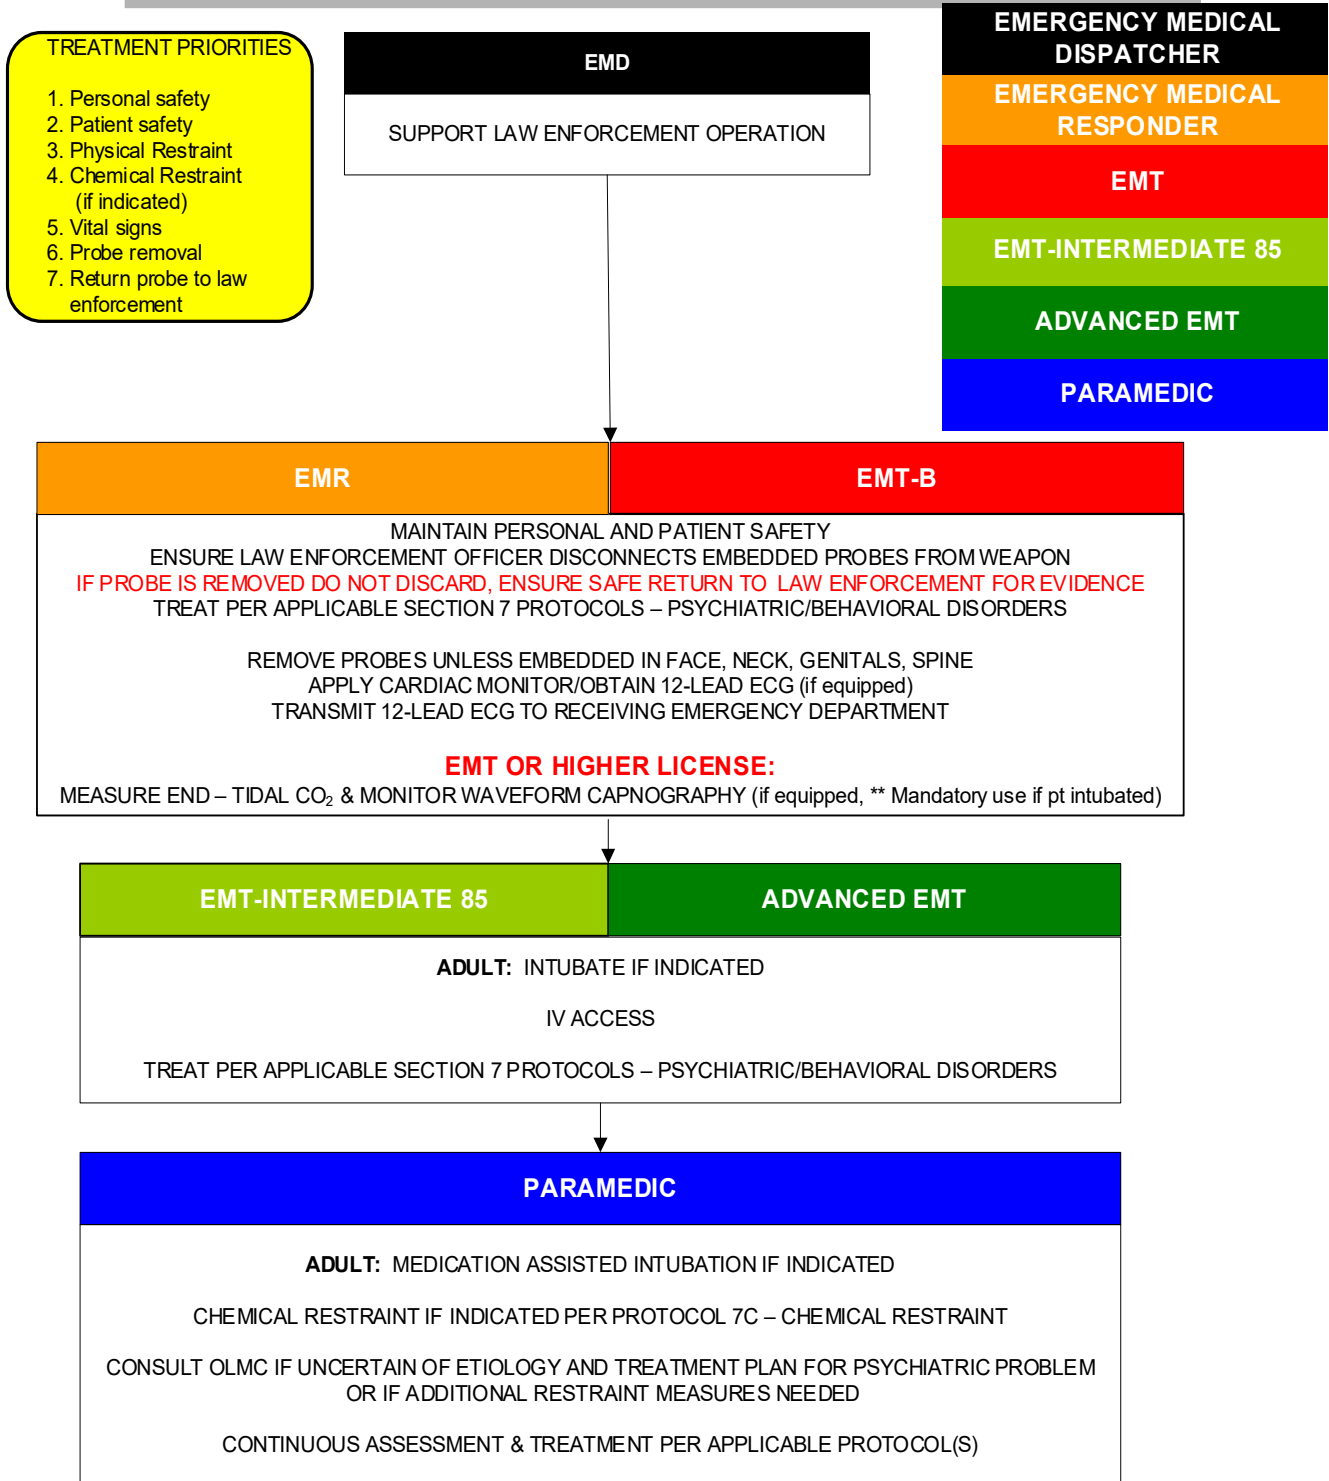 TREATMENT PRIORITIES
1. Personal safety
2. Patient safety
3. Physical Restraint
4. Chemical Restraint
(if indicated)
5. Vital signs
6. Probe removal
7. Return probe to law
enforcement
EMD
SUPPORT LAW ENFORCEMENT OPERATION
EMERGENCY MEDICAL
DISPATCHER
EMERGENCY MEDICAL
RESPONDER
EMT
EMT-INTERMEDIATE 85
ADVANCED EMT
PARAMEDIC
EMR
EMT-B
MAINTAIN PERSONAL AND PATIENT SAFETY
ENSURE LAW ENFORCEMENT OFFICER DISCONNECTS EMBEDDED PROBES FROM WEAPON
IF PROBE IS REMOVED DO NOT DISCARD, ENSURE SAFE RETURN TO LAW ENFORCEMENT FOR EVIDENCE
TREAT PER APPLICABLE SECTION 7 PROTOCOLS – PSYCHIATRIC/BEHAVIORAL DISORDERS
REMOVE PROBES UNLESS EMBEDDED IN FACE, NECK, GENITALS, SPINE
APPLY CARDIAC MONITOR/OBTAIN 12-LEAD ECG (if equipped)
TRANSMIT 12-LEAD ECG TO RECEIVING EMERGENCY DEPARTMENT
EMT OR HIGHER LICENSE:
MEASURE END – TIDAL CO₂ & MONITOR WAVEFORM CAPNOGRAPHY (if equipped, ** Mandatory use if pt intubated)
EMT-INTERMEDIATE 85
ADVANCED EMT
ADULT: INTUBATE IF INDICATED
IV ACCESS
TREAT PER APPLICABLE SECTION 7 PROTOCOLS – PSYCHIATRIC/BEHAVIORAL DISORDERS
PARAMEDIC
ADULT: MEDICATION ASSISTED INTUBATION IF INDICATED
CHEMICAL RESTRAINT IF INDICATED PER PROTOCOL 7C – CHEMICAL RESTRAINT
CONSULT OLMC IF UNCERTAIN OF ETIOLOGY AND TREATMENT PLAN FOR PSYCHIATRIC PROBLEM
OR IF ADDITIONAL RESTRAINT MEASURES NEEDED
CONTINUOUS ASSESSMENT & TREATMENT PER APPLICABLE PROTOCOL(S)